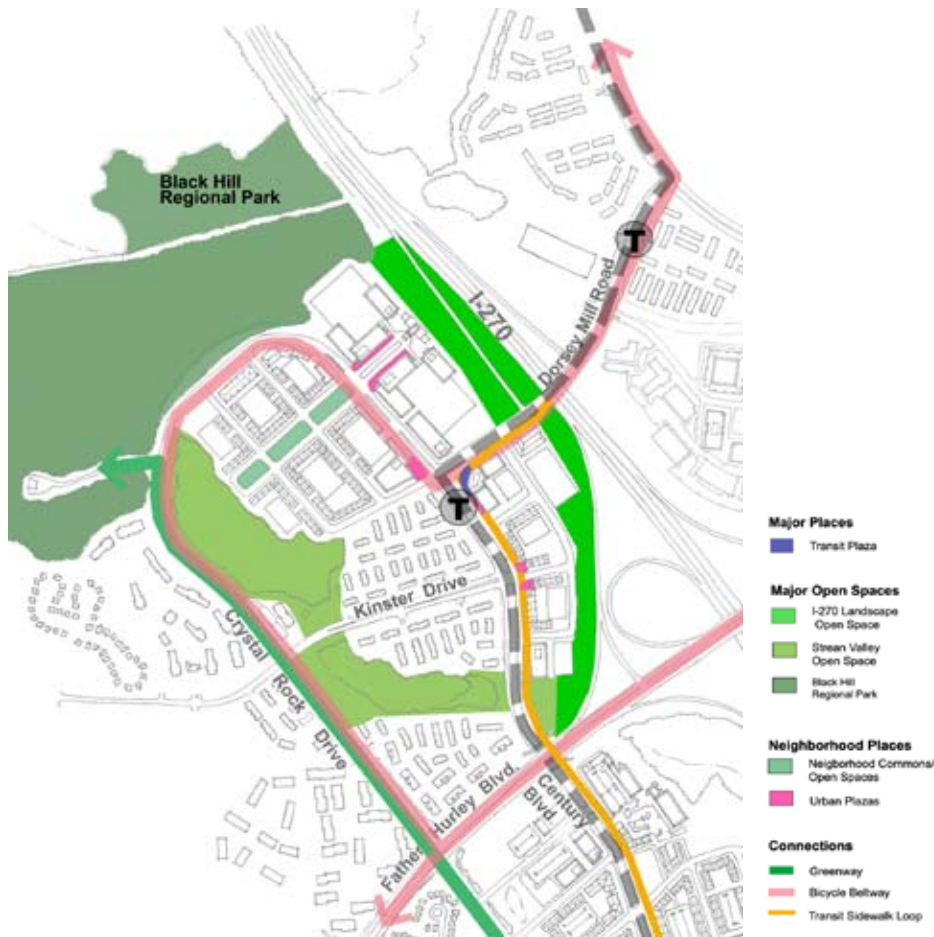 Black Hill
Regional Park
I-270
T
Dorsey Mill Road
T
Kinster Drive
Crystal Rock Drive
Father Hurley Blvd
Century
Blvd
Major Places
Transit Plaza
Major Open Spaces
I-270 Landscape
Open Space
Strean Valley
Open Space
Black Hill
Regional Park
Neighborhood Places
Neigborhood Commons/
Open Spaces
Urban Plazas
Connections
Greenway
Bicycle Beltway
Transit Sidewalk Loop